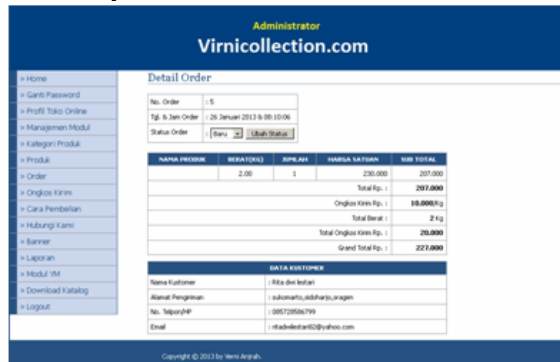 Administrator
Virnicollection.com
» Home
» Ganti Password
» Profil Toko Online
» Manajemen Modul
» Kategori Produk
» Produk
» Order
» Ongkos Kirim
» Cara Pembelian
» Hubungi Kami
» Banner
» Laporan
» Modul YM
» Download Katalog
» Logout
Detail Order
No. Order : 5
Tgl. & Jam Order : 26 Januari 2013 & 08:10:06
Status Order : Baru Ubah Status
NAMA PRODUK BERAT(KG) JUMLAH HARGA SATUAN SUB TOTAL
2.00 1 230.000 207.000
Total Rp. : 207.000
Ongkos Kirim Rp. : 10.000/Kg
Total Berat : 2 Kg
Total Ongkos Kirim Rp. : 20.000
Grand Total Rp. : 227.000
DATA KUSTOMER
Nama Kustomer : Rita dwi lestari
Alamat Pengiriman : sukomarto,sidoharjo,sragen
No. Telpon/HP : 085728586799
Email : ritadwilestari82@yahoo.com
Copyright © 2013 by Verni Anjrah.